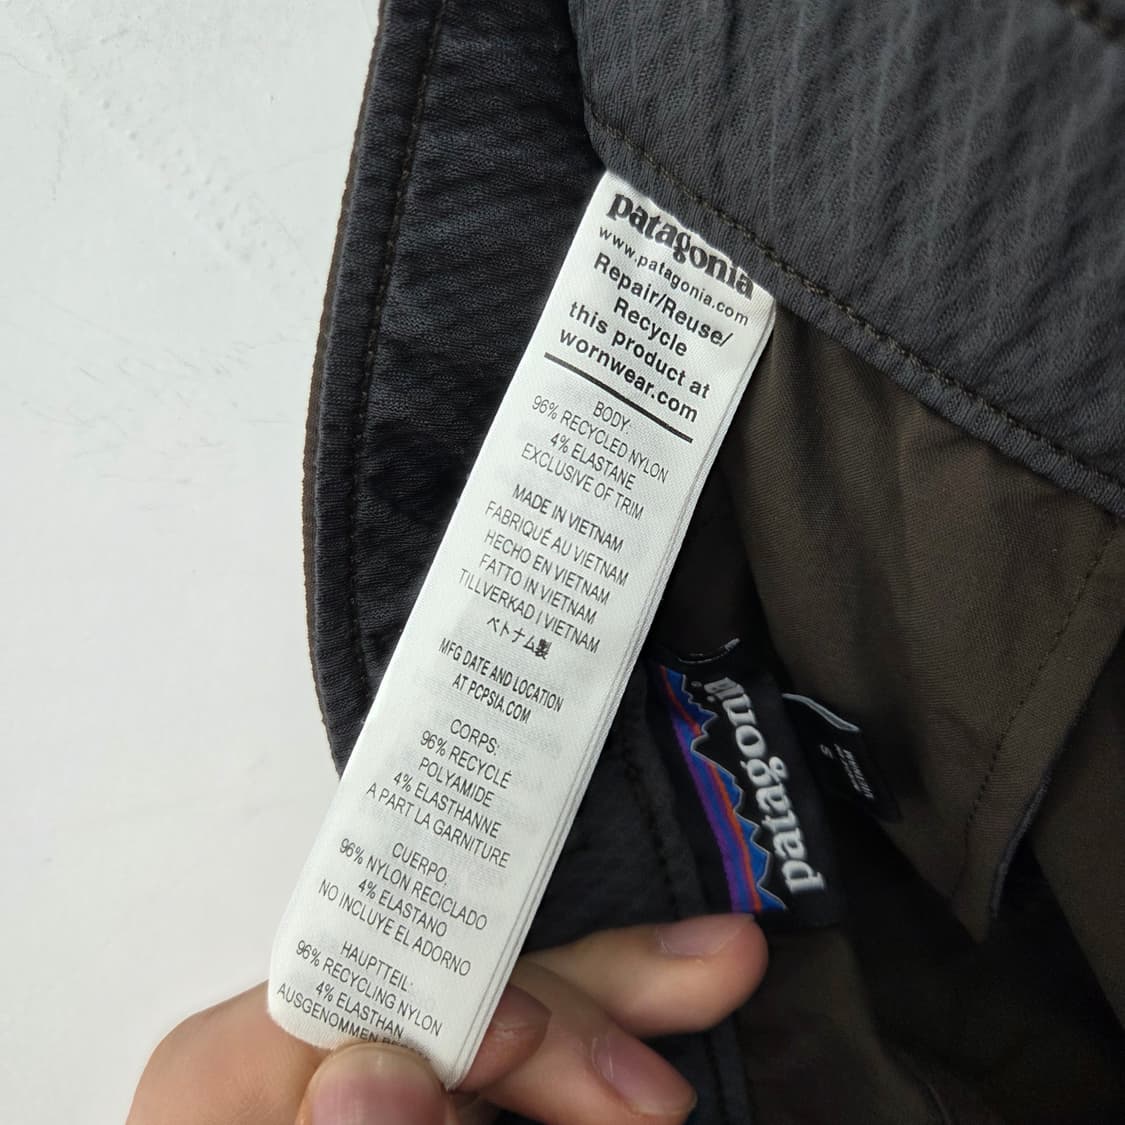 patagonia
www.patagonia.com
Repair/Reuse/
Recycle
this product at
wornwear.com
BODY:
96% RECYCLED NYLON
4% ELASTANE
EXCLUSIVE OF TRIM
MADE IN VIETNAM
FABRIQUÉ AU VIETNAM
HECHO EN VIETNAM
FATTO IN VIETNAM
TILLVERKAD I VIETNAM
ベトナム製
MFG DATE AND LOCATION
AT PCPSIA.COM
CORPS:
96% RECYCLÉ
POLYAMIDE
4% ELASTHANNE
A PART LA GARNITURE
CUERPO:
96% NYLON RECICLADO
4% ELASTANO
NO INCLUYE EL ADORNO
HAUPTTEIL:
96% RECYCLING NYLON
4% ELASTHAN
AUSGENOMMEN
patagonia
S